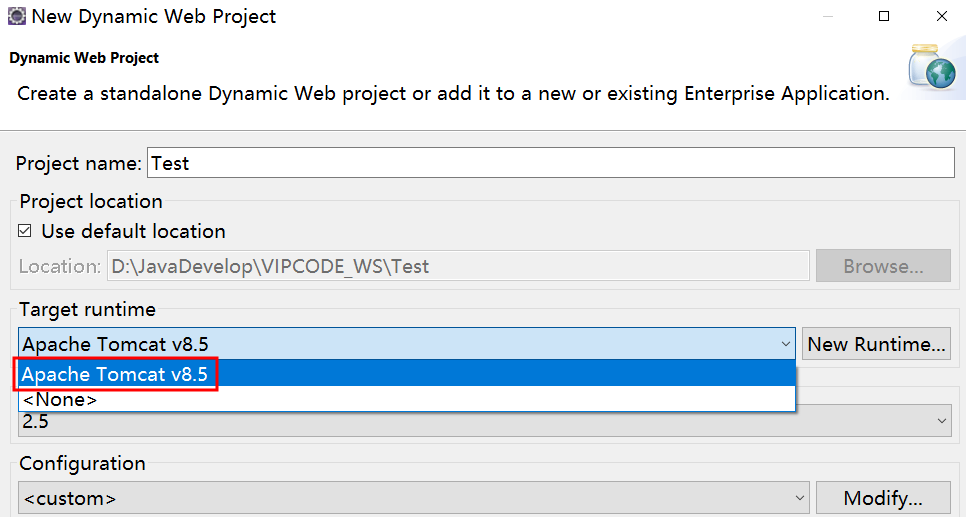 New Dynamic Web Project
Dynamic Web Project
Create a standalone Dynamic Web project or add it to a new or existing Enterprise Application.
Project name: Test
Project location
Use default location
Location: D:\JavaDevelop\VIPCODE_WS\Test Browse...
Target runtime
Apache Tomcat v8.5 New Runtime...
Apache Tomcat v8.5
<None>
2.5
Configuration
<custom> Modify...